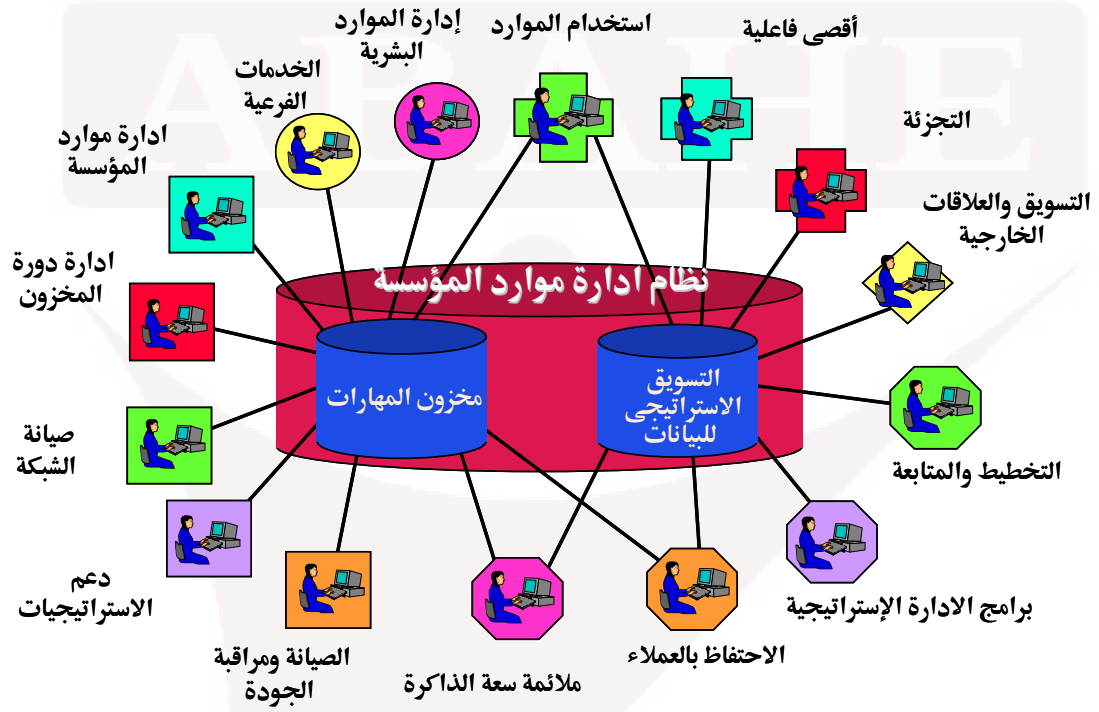 أقصى فاعلية
استخدام الموارد
إدارة الموارد
البشرية
الخدمات
الفرعية
ادارة موارد
المؤسسة
التجزئة
التسويق والعلاقات
الخارجية
ادارة دورة
المخزون
نظام ادارة موارد المؤسسة
التسويق
الاستراتيجى
للبيانات
مخزون المهارات
صيانة
الشبكة
التخطيط والمتابعة
دعم
الاستراتيجيات
برامج الادارة الإستراتيجية
الصيانة ومراقبة
الجودة
ملائمة سعة الذاكرة
الاحتفاظ بالعملاء